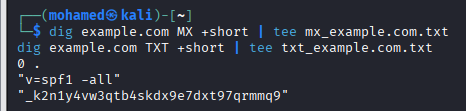 ┌──(mohamed㉿kali)-[~]
└─$ dig example.com MX +short | tee mx_example.com.txt
dig example.com TXT +short | tee txt_example.com.txt
0 .
"v=spf1 -all"
"_k2n1y4vw3qtb4skdx9e7dxt97qrmmq9"